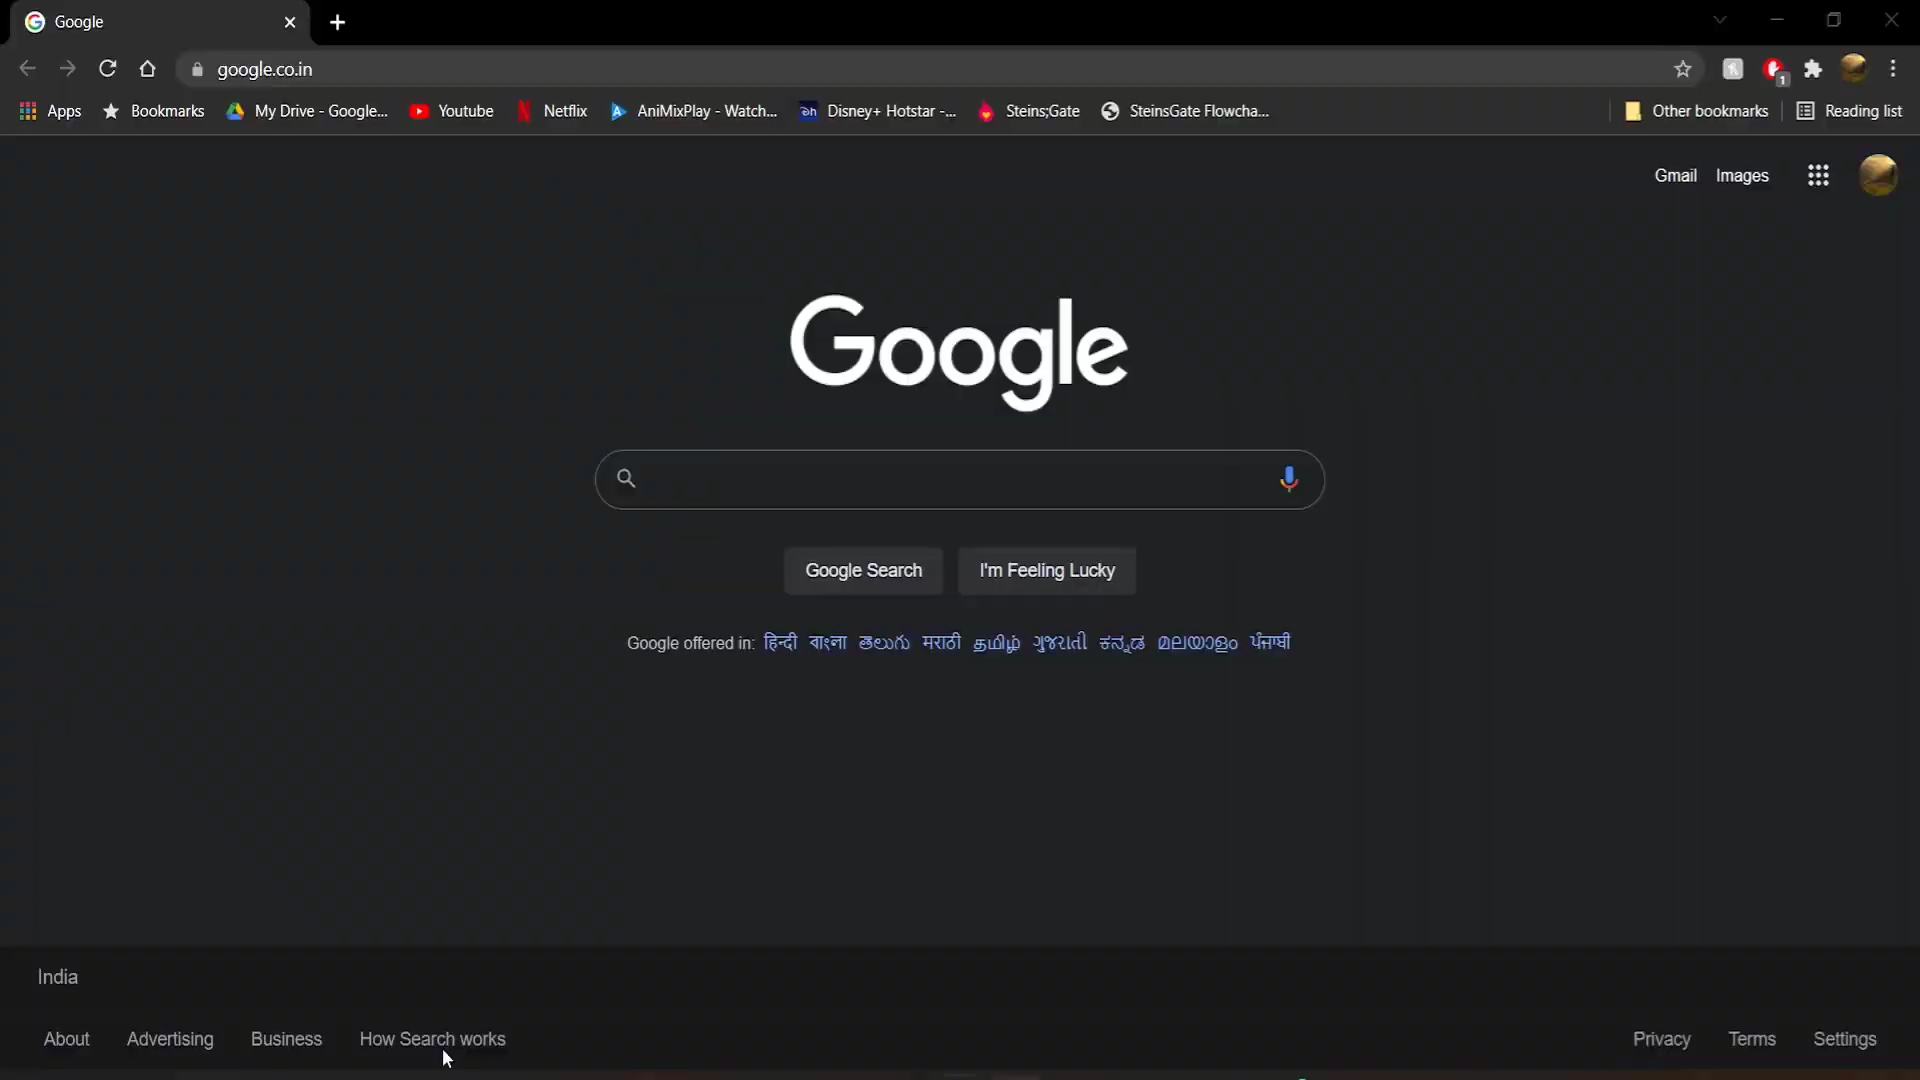 Google
google.co.in
Apps Bookmarks My Drive - Google... Youtube Netflix AniMixPlay - Watch... Disney+ Hotstar -... Steins;Gate SteinsGate Flowcha... Other bookmarks Reading list
Gmail Images
Google
Google Search I'm Feeling Lucky
Google offered in: हिन्दी বাংলা తెలుగు मराठी தமிழ் ગુજરાતી ಕನ್ನಡ മലയാളം ਪੰਜਾਬੀ
India
About Advertising Business How Search works Privacy Terms Settings